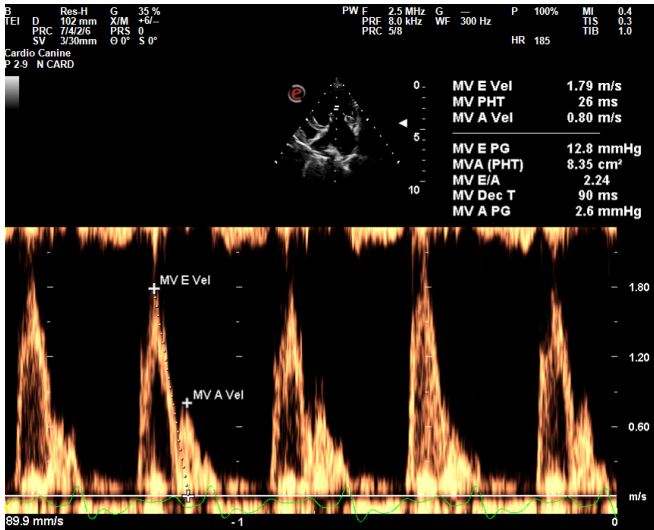 B Res-H G 35 % PW F 2.5 MHz G --- P 100% MI 0.4
TEI D 102 mm X/M +6/-- PRF 8.0 kHz WF 300 Hz TIS 0.3
PRC 7/4/2/6 PRS 0 PRC 5/8 TIB 1.0
SV 3/30mm Θ 0° S 0° HR 185
Cardio Canine
P 2-9 N CARD
e
0
5
10
MV E Vel 1.79 m/s
MV PHT 26 ms
MV A Vel 0.80 m/s
MV E PG 12.8 mmHg
MVA (PHT) 8.35 cm²
MV E/A 2.24
MV Dec T 90 ms
MV A PG 2.6 mmHg
MV E Vel
MV A Vel
1.80
1.20
0.60
m/s
89.9 mm/s -1 0